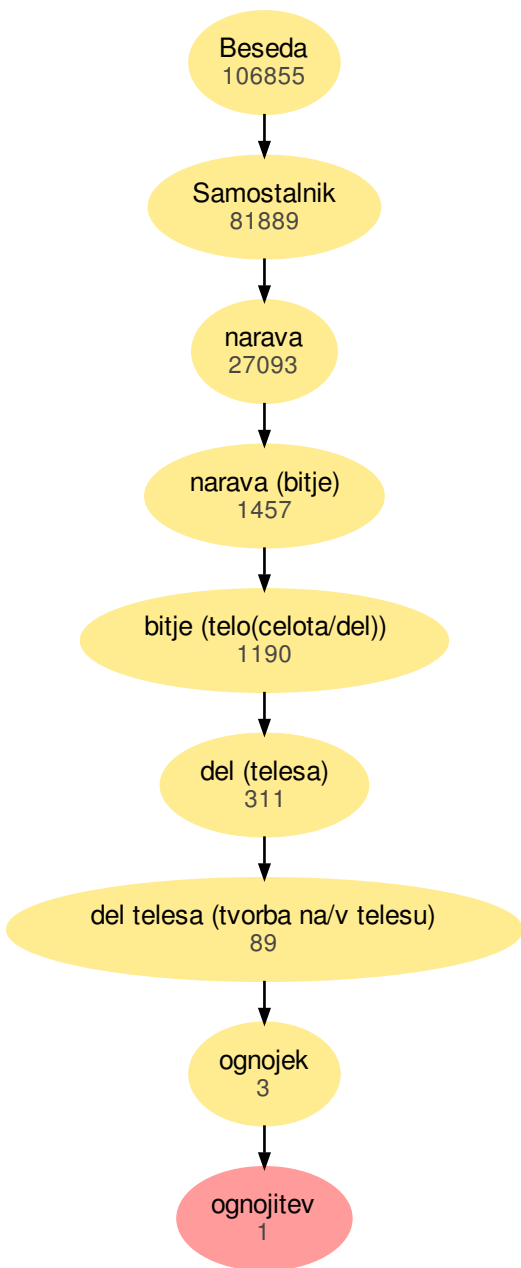 Beseda
106855
Samostalnik
81889
narava
27093
narava (bitje)
1457
bitje (telo(celota/del))
1190
del (telesa)
311
del telesa (tvorba na/v telesu)
89
ognojek
3
ognojitev
1